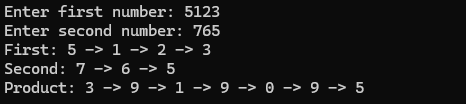 Enter first number: 5123
Enter second number: 765
First: 5 -> 1 -> 2 -> 3
Second: 7 -> 6 -> 5
Product: 3 -> 9 -> 1 -> 9 -> 0 -> 9 -> 5